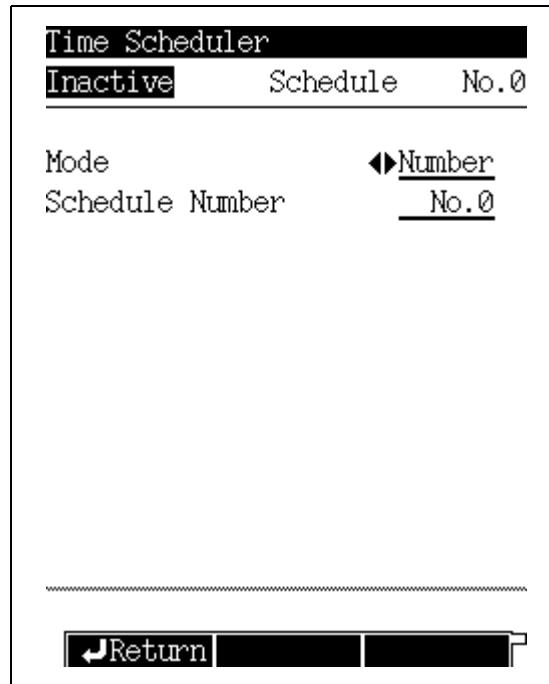 Time Scheduler
Inactive Schedule No.0
Mode Number
Schedule Number No.0
Return